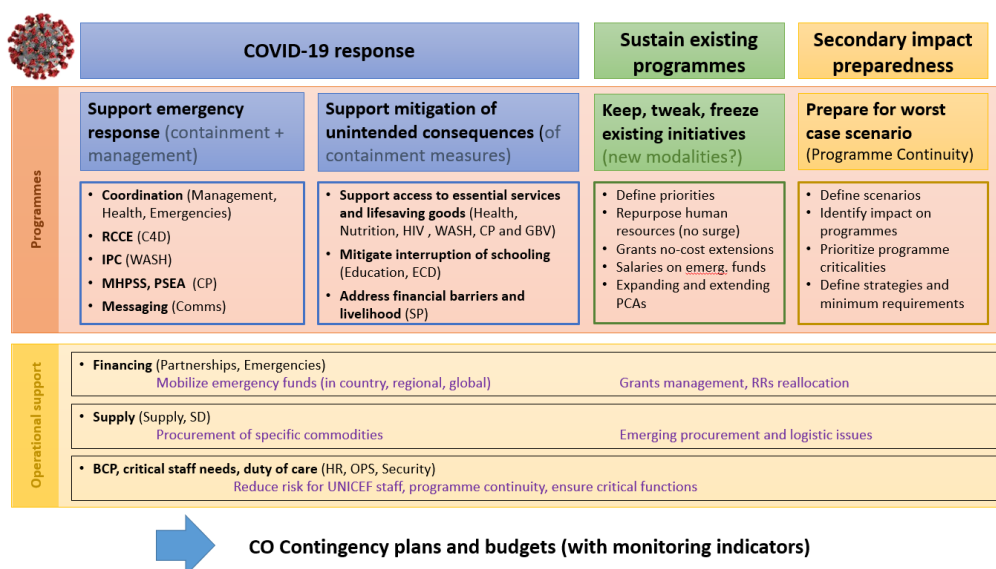 COVID-19 response
Sustain existing
programmes
Secondary impact
preparedness
Programmes
Support emergency
response (containment +
management)
Support mitigation of
unintended consequences (of
containment measures)
Keep, tweak, freeze
existing initiatives
(new modalities?)
Prepare for worst
case scenario
(Programme Continuity)
• Coordination (Management,
Health, Emergencies)
• RCCE (C4D)
• IPC (WASH)
• MHPSS, PSEA (CP)
• Messaging (Comms)
• Support access to essential services
and lifesaving goods (Health,
Nutrition, HIV , WASH, CP and GBV)
• Mitigate interruption of schooling
(Education, ECD)
• Address financial barriers and
livelihood (SP)
• Define priorities
• Repurpose human
resources (no surge)
• Grants no-cost extensions
• Salaries on emerg. funds
• Expanding and extending
PCAs
• Define scenarios
• Identify impact on
programmes
• Prioritize programme
criticalities
• Define strategies and
minimum requirements
Operational support
• Financing (Partnerships, Emergencies)
Mobilize emergency funds (in country, regional, global)
Grants management, RRs reallocation
• Supply (Supply, SD)
Procurement of specific commodities
Emerging procurement and logistic issues
• BCP, critical staff needs, duty of care (HR, OPS, Security)
Reduce risk for UNICEF staff, programme continuity, ensure critical functions
CO Contingency plans and budgets (with monitoring indicators)